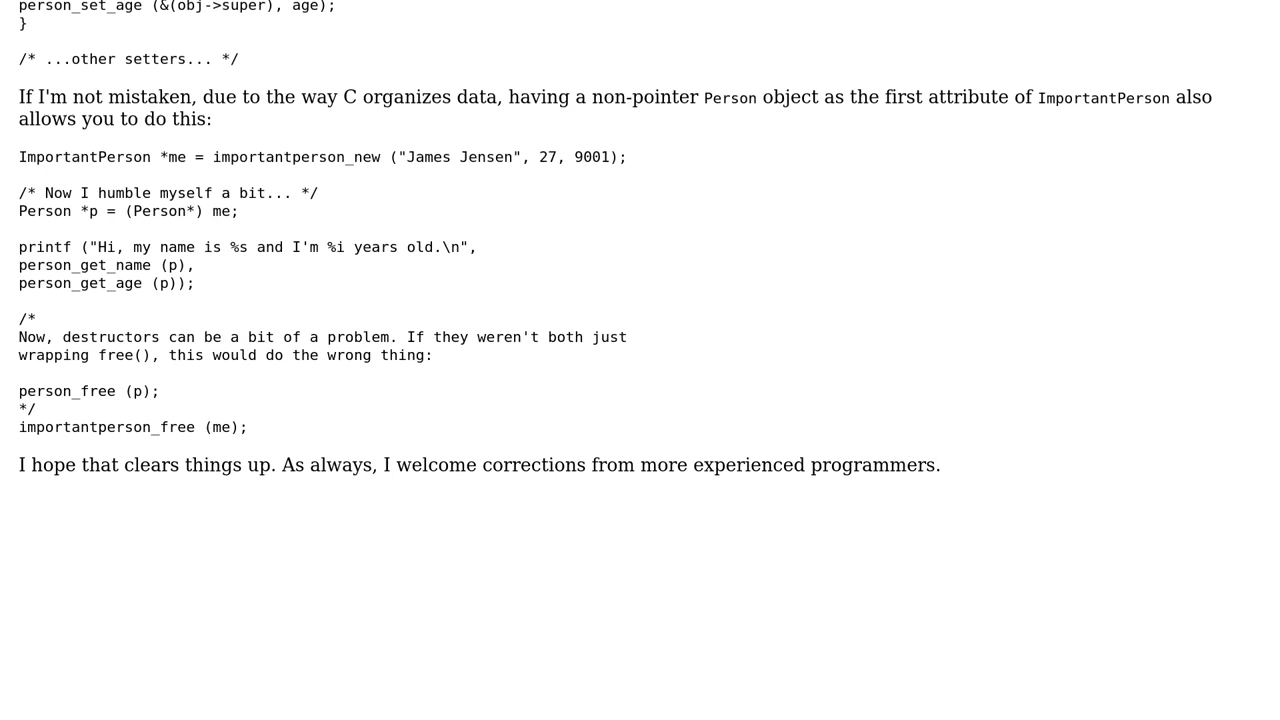 person_set_age (&(obj->super), age);
}
/* ...other setters... */
If I'm not mistaken, due to the way C organizes data, having a non-pointer Person object as the first attribute of ImportantPerson also
allows you to do this:
ImportantPerson *me = importantperson_new ("James Jensen", 27, 9001);
/* Now I humble myself a bit... */
Person *p = (Person*) me;
printf ("Hi, my name is %s and I'm %i years old.\n",
person_get_name (p),
person_get_age (p));
/*
Now, destructors can be a bit of a problem. If they weren't both just
wrapping free(), this would do the wrong thing:
person_free (p);
*/
importantperson_free (me);
I hope that clears things up. As always, I welcome corrections from more experienced programmers.